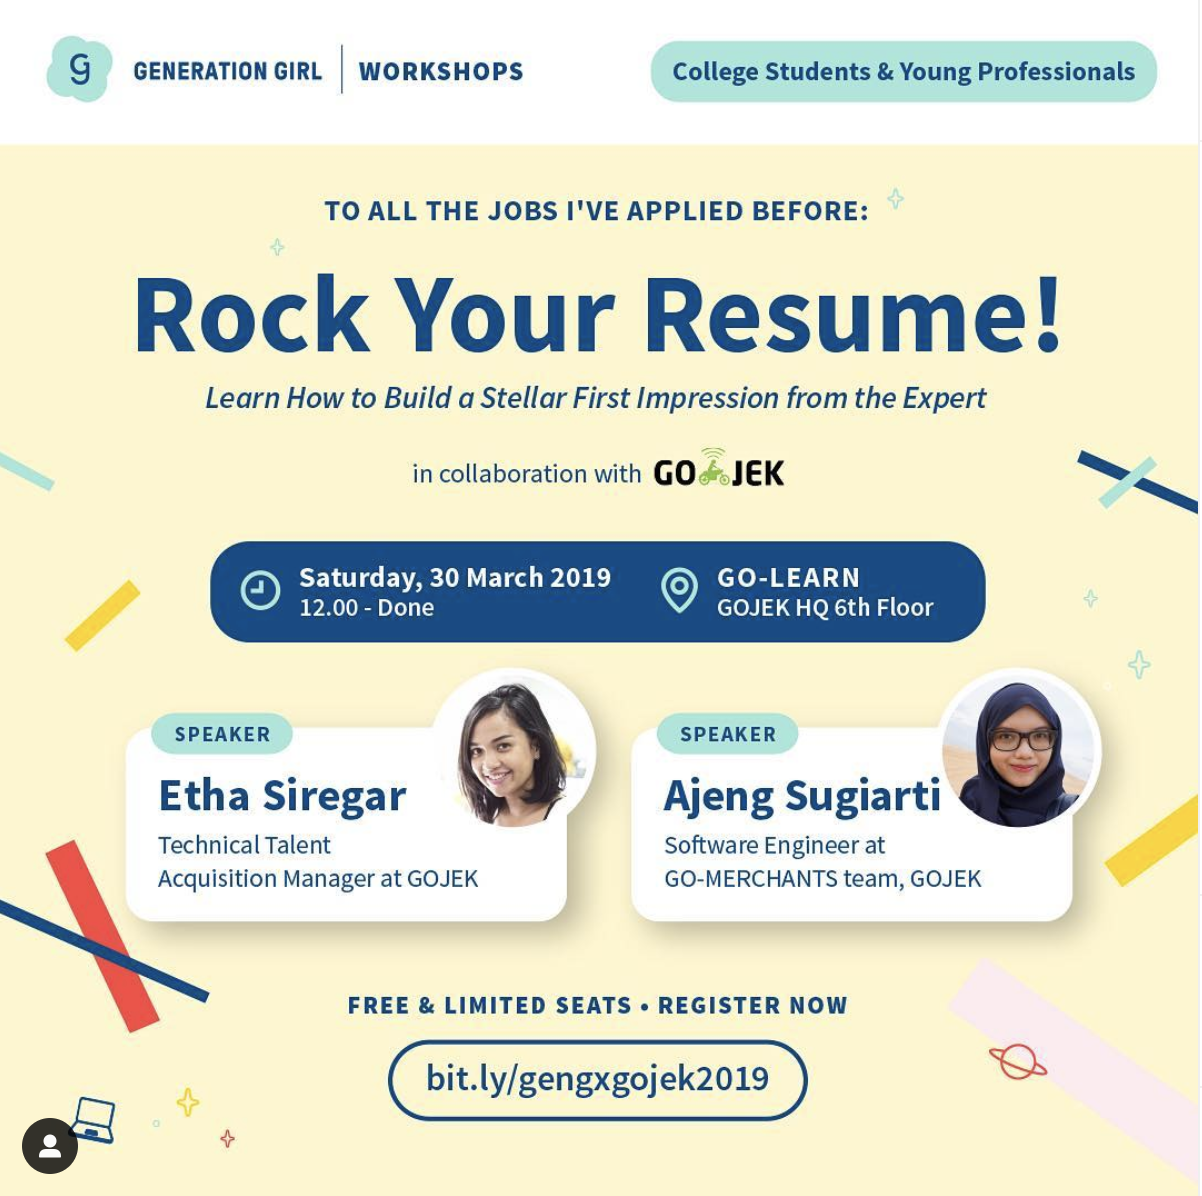 g
GENERATION GIRL
WORKSHOPS
College Students & Young Professionals
TO ALL THE JOBS I'VE APPLIED BEFORE:
Rock Your Resume!
Learn How to Build a Stellar First Impression from the Expert
in collaboration with GO JEK
Saturday, 30 March 2019
12.00 - Done
GO-LEARN
GOJEK HQ 6th Floor
SPEAKER
Etha Siregar
Technical Talent
Acquisition Manager at GOJEK
SPEAKER
Ajeng Sugiarti
Software Engineer at
GO-MERCHANTS team, GOJEK
FREE & LIMITED SEATS • REGISTER NOW
bit.ly/gengxgojek2019